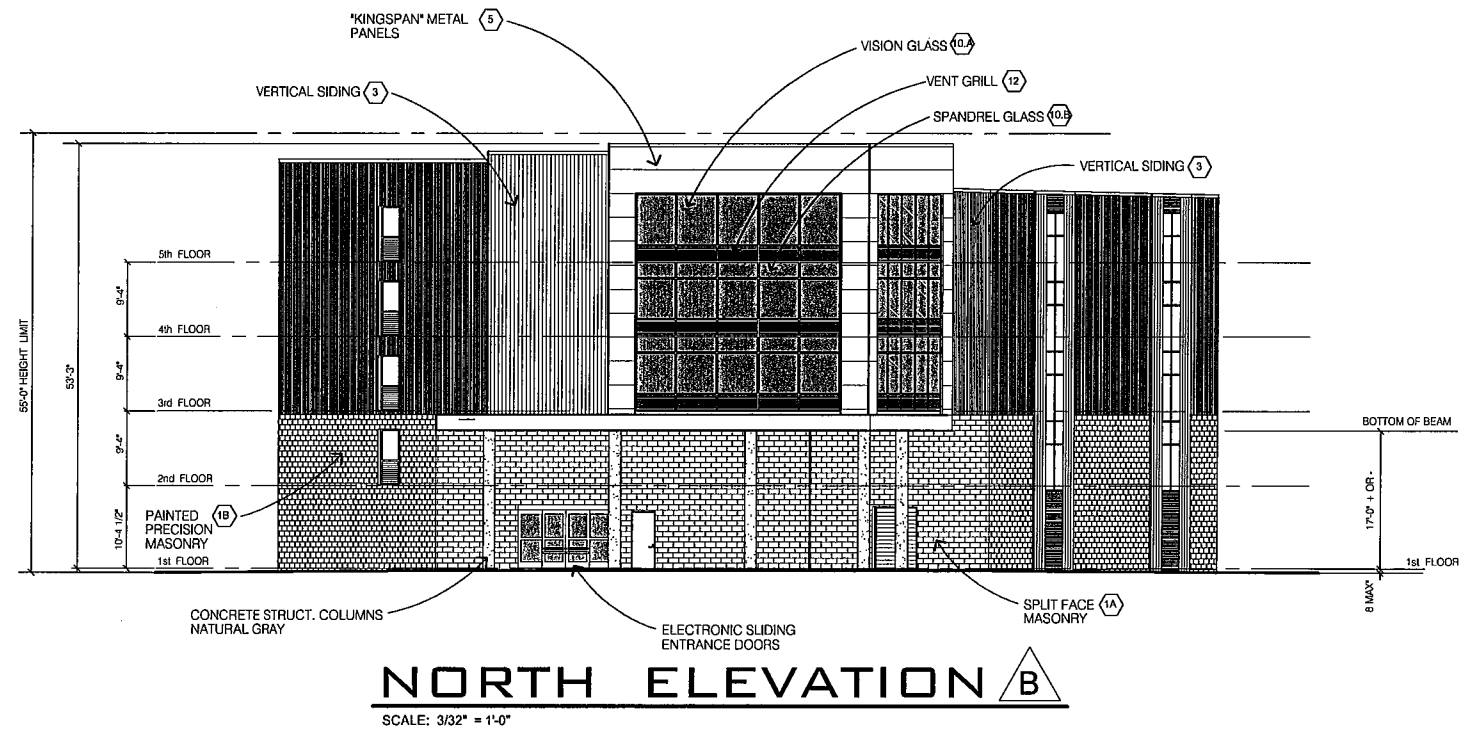 "KINGSPAN" METAL 5
PANELS
VISION GLASS 10.A
VENT GRILL 12
VERTICAL SIDING 3
SPANDREL GLASS 10.B
VERTICAL SIDING 3
5th FLOOR
9'-4"
4th FLOOR
9'-4"
3rd FLOOR
9'-4"
2nd FLOOR
10'-4 1/2"
1st FLOOR
55'-0" HEIGHT LIMIT
53'-3"
BOTTOM OF BEAM
17'-0" + OR -
1st FLOOR
8 MAX"
PAINTED 1B
PRECISION
MASONRY
CONCRETE STRUCT. COLUMNS
NATURAL GRAY
ELECTRONIC SLIDING
ENTRANCE DOORS
SPLIT FACE 1A
MASONRY
NORTH ELEVATION B
SCALE: 3/32" = 1'-0"